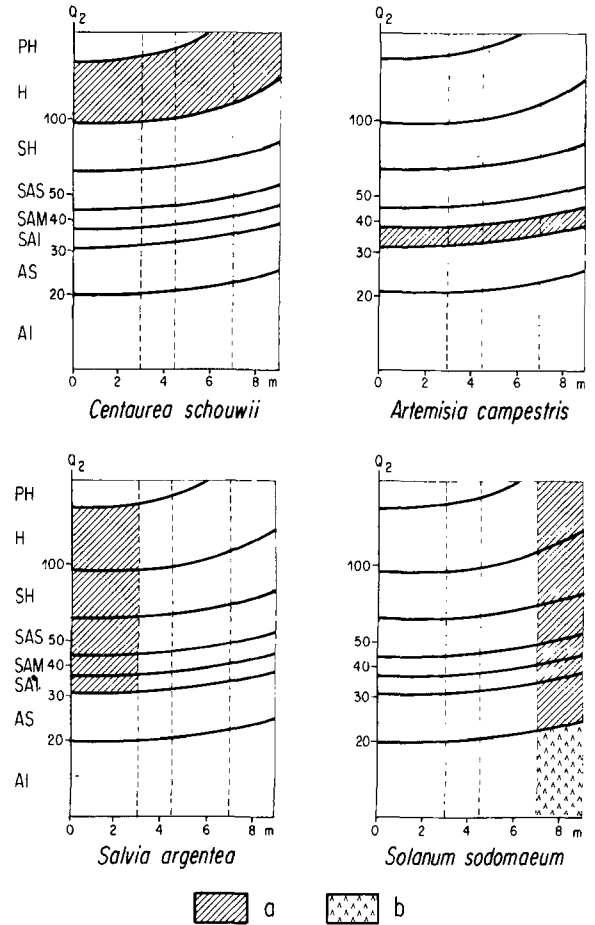 Q2
PH
H
100
SH
SAS 50
SAM 40
SAI
30
AS
20
AI
0 2 4 6 8 m
Centaurea schouwii
Q2
100
50
40
30
20
0 2 4 6 8 m
Artemisia campestris
Q2
PH
H
100
SH
SAS 50
SAM 40
SAI
30
AS
20
AI
0 2 4 6 8 m
Salvia argentea
Q2
100
50
40
30
20
0 2 4 6 8 m
Solanum sodomaeum
a b